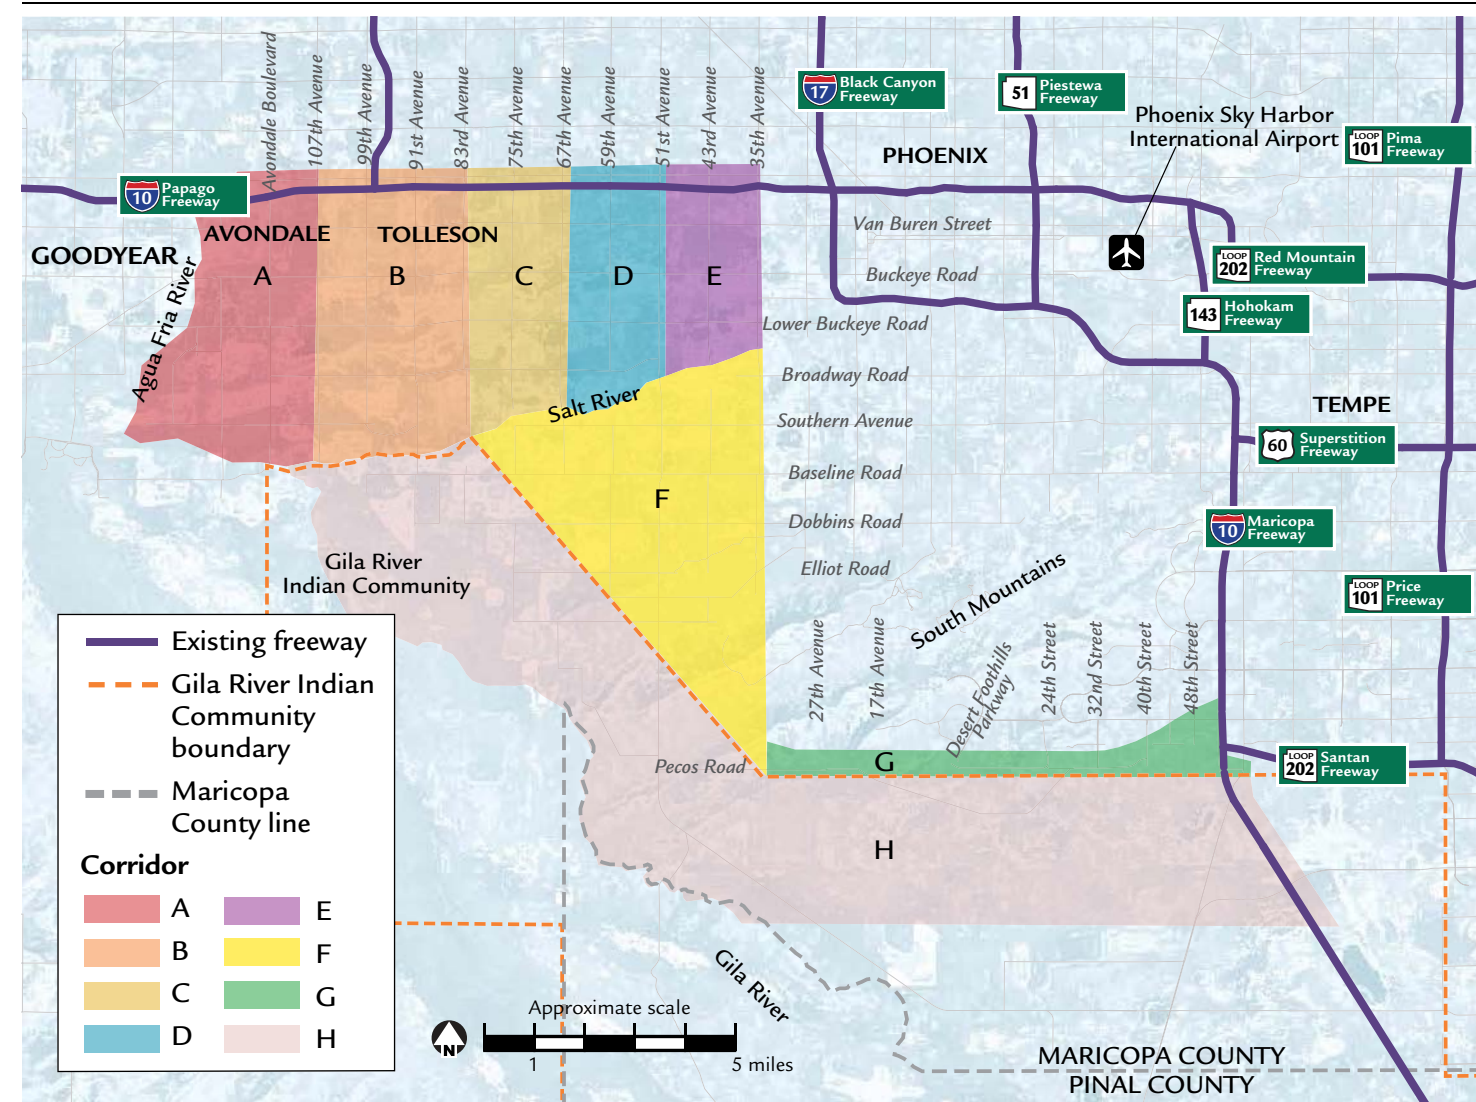 Avondale Boulevard
107th Avenue
99th Avenue
91st Avenue
83rd Avenue
75th Avenue
67th Avenue
59th Avenue
51st Avenue
43rd Avenue
35th Avenue
17
Black Canyon
Freeway
51
Piestewa
Freeway
Phoenix Sky Harbor
International Airport
LOOP
101
Pima
Freeway
PHOENIX
10
Papago
Freeway
GOODYEAR
AVONDALE
TOLLESON
A
B
C
D
E
Agua Fria River
Van Buren Street
Buckeye Road
Lower Buckeye Road
Broadway Road
Southern Avenue
Baseline Road
Dobbins Road
Elliot Road
LOOP
202
Red Mountain
Freeway
143
Hohokam
Freeway
TEMPE
60
Superstition
Freeway
10
Maricopa
Freeway
LOOP
101
Price
Freeway
Salt River
F
Gila River
Indian Community
South Mountains
27th Avenue
17th Avenue
Desert Foothills
Parkway
24th Street
32nd Street
40th Street
48th Street
Pecos Road
G
LOOP
202
Santan
Freeway
H
Existing freeway
Gila River Indian
Community
boundary
Maricopa
County line
Corridor
A
B
C
D
E
F
G
H
Gila River
Approximate scale
N
1
5 miles
MARICOPA COUNTY
PINAL COUNTY